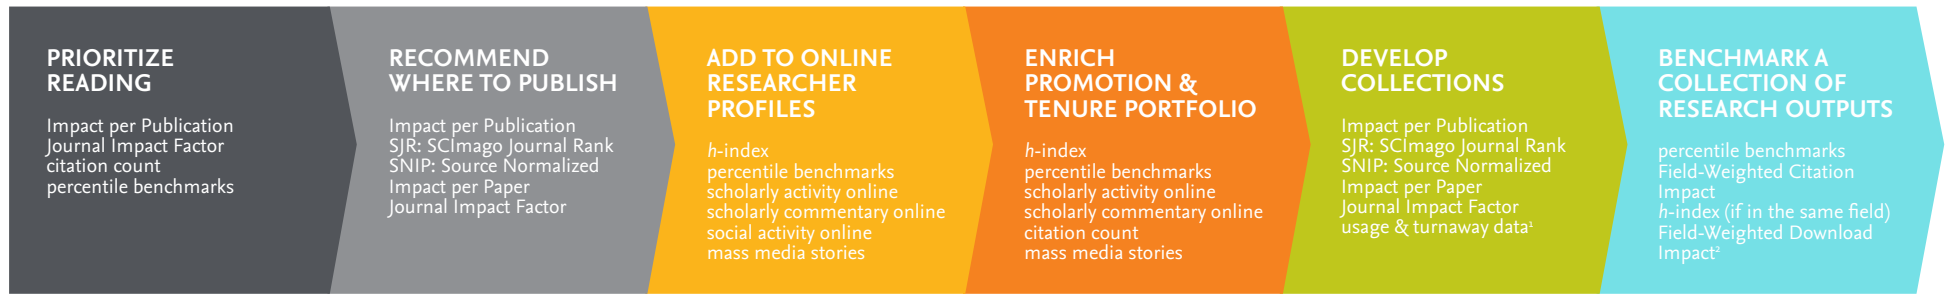 PRIORITIZE
READING
Impact per Publication
Journal Impact Factor
citation count
percentile benchmarks
RECOMMEND
WHERE TO PUBLISH
Impact per Publication
SJR: SCImago Journal Rank
SNIP: Source Normalized
Impact per Paper
Journal Impact Factor
ADD TO ONLINE
RESEARCHER
PROFILES
h-index
percentile benchmarks
scholarly activity online
scholarly commentary online
social activity online
mass media stories
ENRICH
PROMOTION &
TENURE PORTFOLIO
h-index
percentile benchmarks
scholarly activity online
scholarly commentary online
citation count
mass media stories
DEVELOP
COLLECTIONS
Impact per Publication
SJR: SCImago Journal Rank
SNIP: Source Normalized
Impact per Paper
Journal Impact Factor
usage & turnaway data¹
BENCHMARK A
COLLECTION OF
RESEARCH OUTPUTS
percentile benchmarks
Field-Weighted Citation
Impact
h-index (if in the same field)
Field-Weighted Download
Impact²